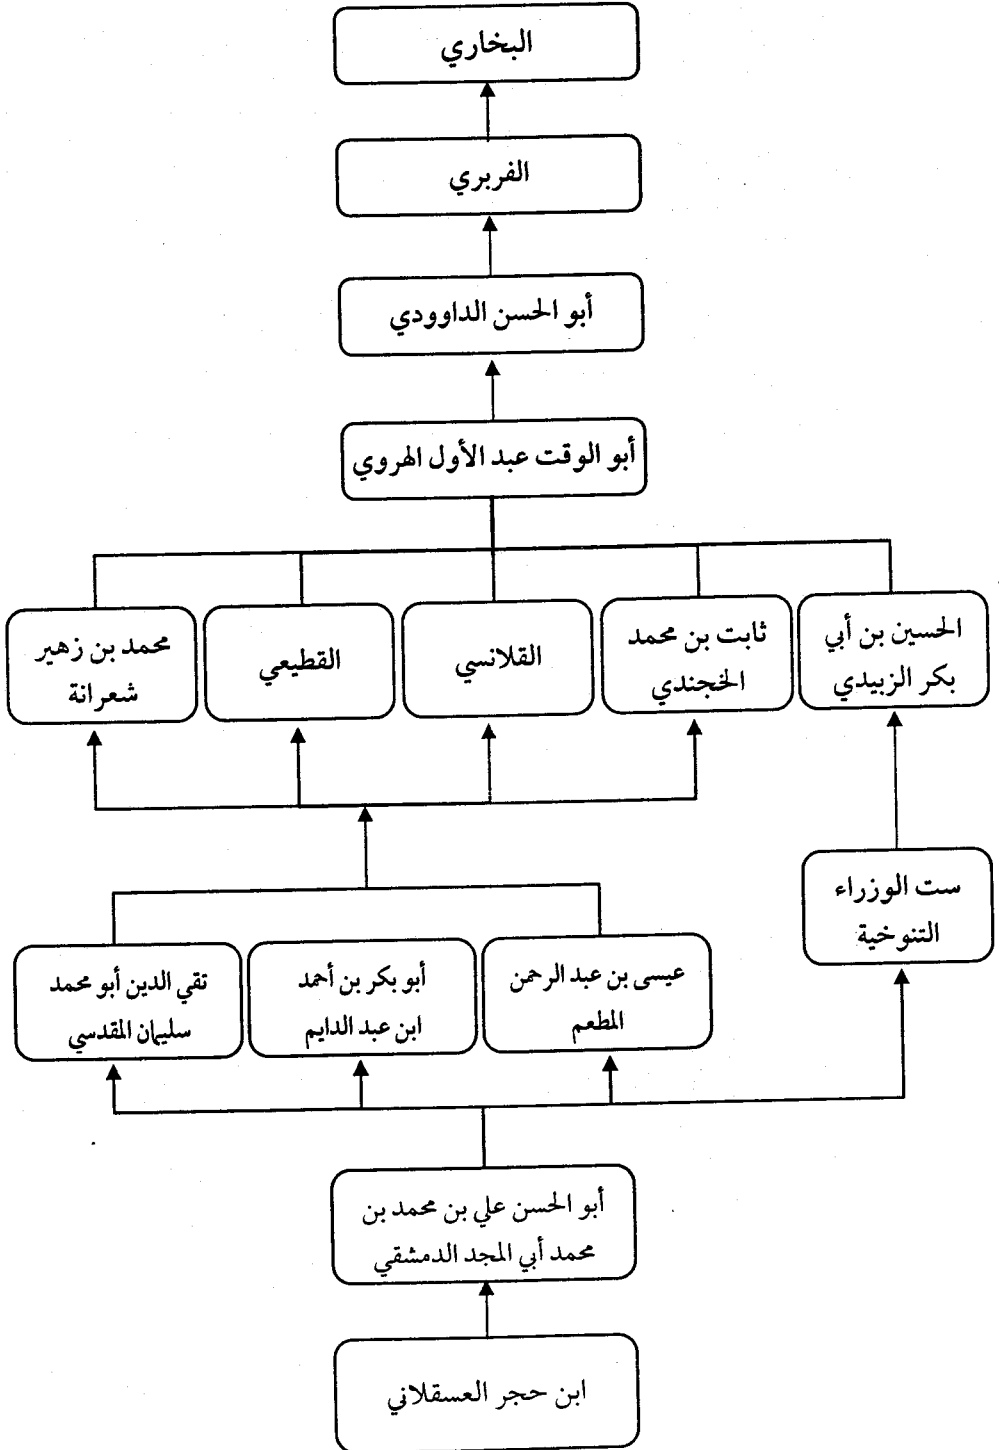 البخاري
الفربري
أبو الحسن الداوودي
أبو الوقت عبد الأول الهروي
الحسين بن أبي
بكر الزبيدي
ثابت بن محمد
الخجندي
القلانسي
القطيعي
محمد بن زهير
شعرانة
ست الوزراء
التنوخية
عيسى بن عبد الرحمن
المطعم
أبو بكر بن أحمد
ابن عبد الدايم
تقي الدين أبو محمد
سليمان المقدسي
أبو الحسن علي بن محمد بن
محمد أبي المجد الدمشقي
ابن حجر العسقلاني